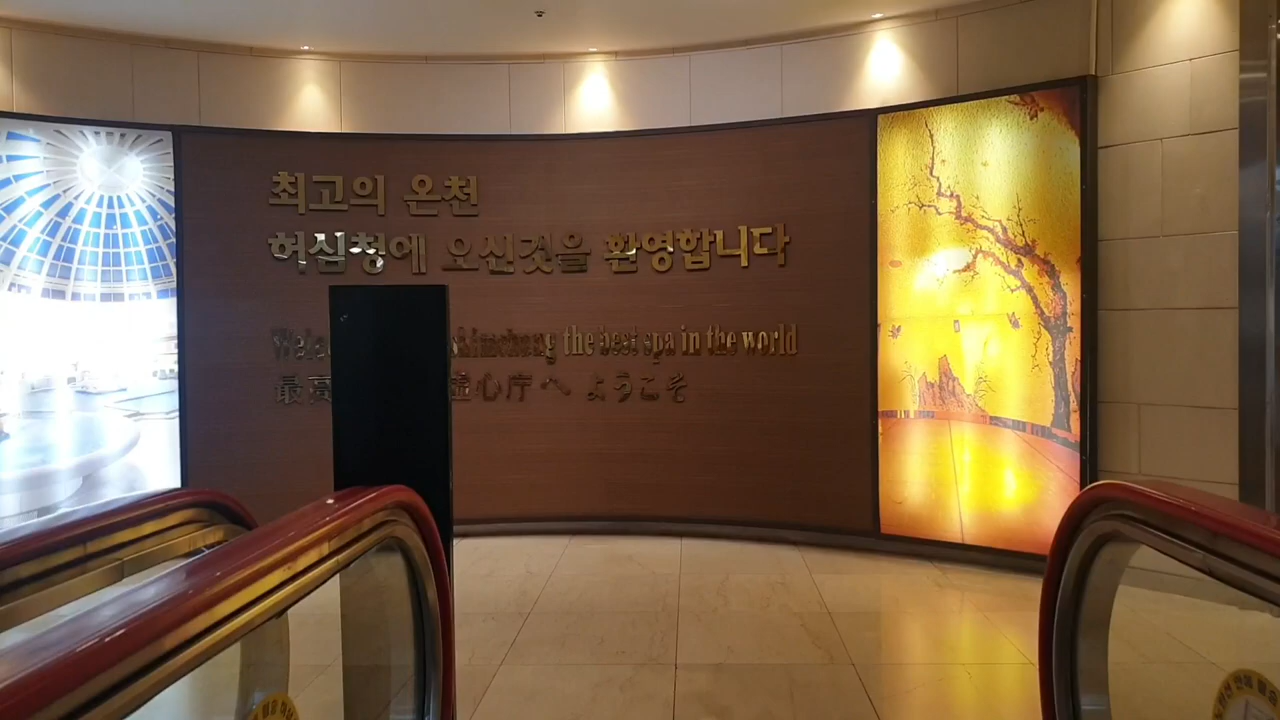 최고의 온천
허심청에 오신것을 환영합니다
the best spa in the world
虚心庁へ ようこそ